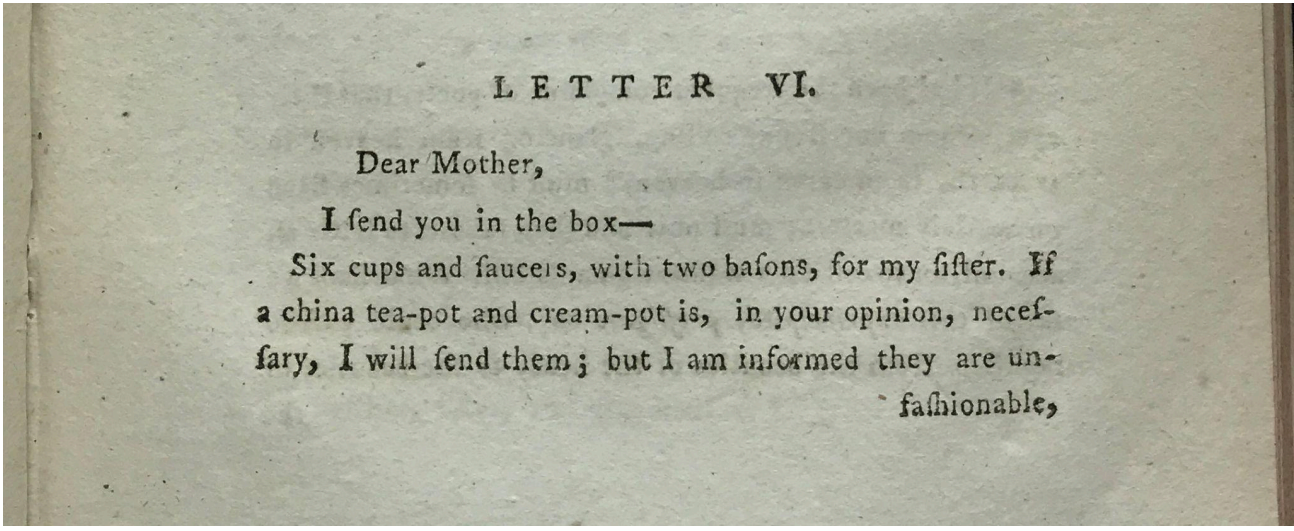 LETTER VI.
Dear Mother,
I ſend you in the box—
Six cups and ſaucers, with two baſons, for my ſiſter. If
a china tea-pot and cream-pot is, in your opinion, neceſ-
ſary, I will ſend them; but I am informed they are un-
faſhionable,